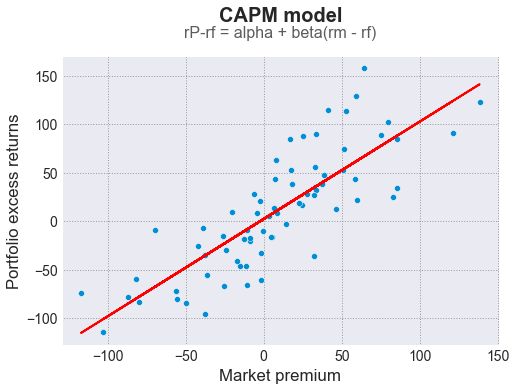 CAPM model
rP-rf = alpha + beta(rm - rf)
Portfolio excess returns
150
100
50
0
−50
−100
−100 −50 0 50 100 150
Market premium